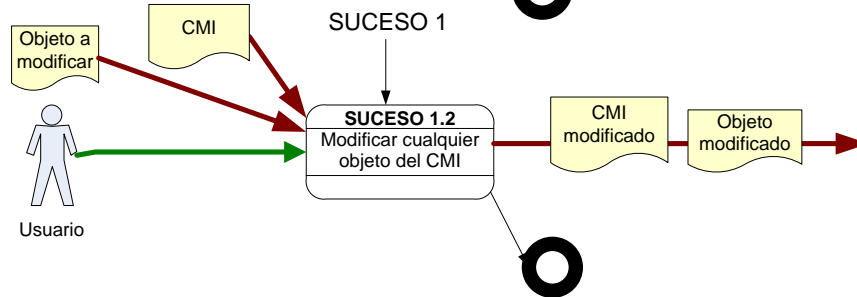 Objeto a
modificar
CMI
SUCESO 1
Usuario
SUCESO 1.2
Modificar cualquier
objeto del CMI
CMI
modificado
Objeto
modificado